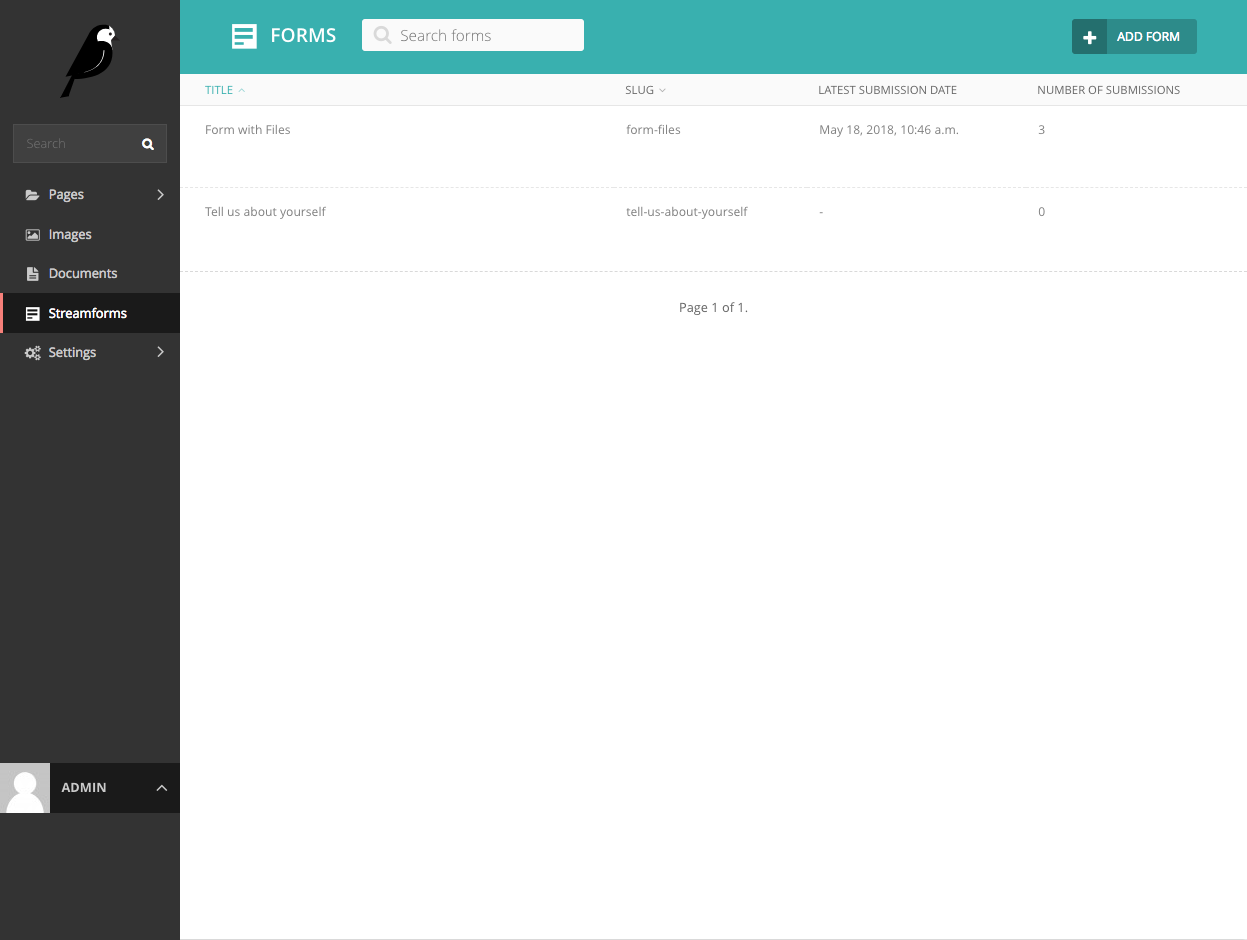 FORMS
Search forms
ADD FORM
Search
Pages
Images
Documents
Streamforms
Settings
ADMIN
TITLE SLUG LATEST SUBMISSION DATE NUMBER OF SUBMISSIONS
Form with Files form-files May 18, 2018, 10:46 a.m. 3
Tell us about yourself tell-us-about-yourself - 0
Page 1 of 1.